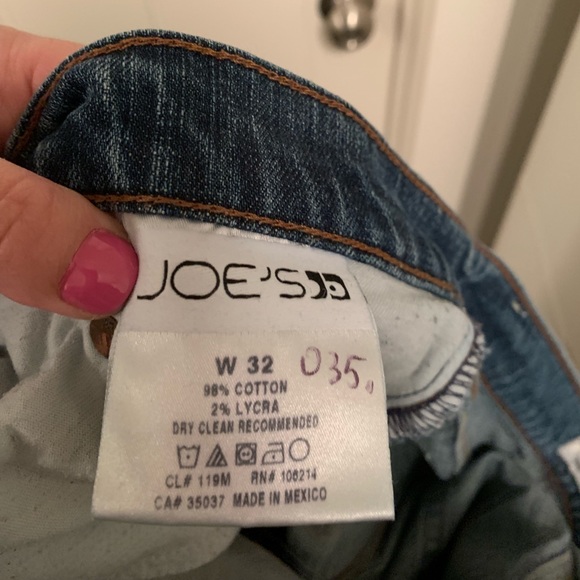 JOE'S
W 32 035.
98% COTTON
2% LYCRA
DRY CLEAN RECOMMENDED
CL# 119M RN# 106214
CA# 35037 MADE IN MEXICO